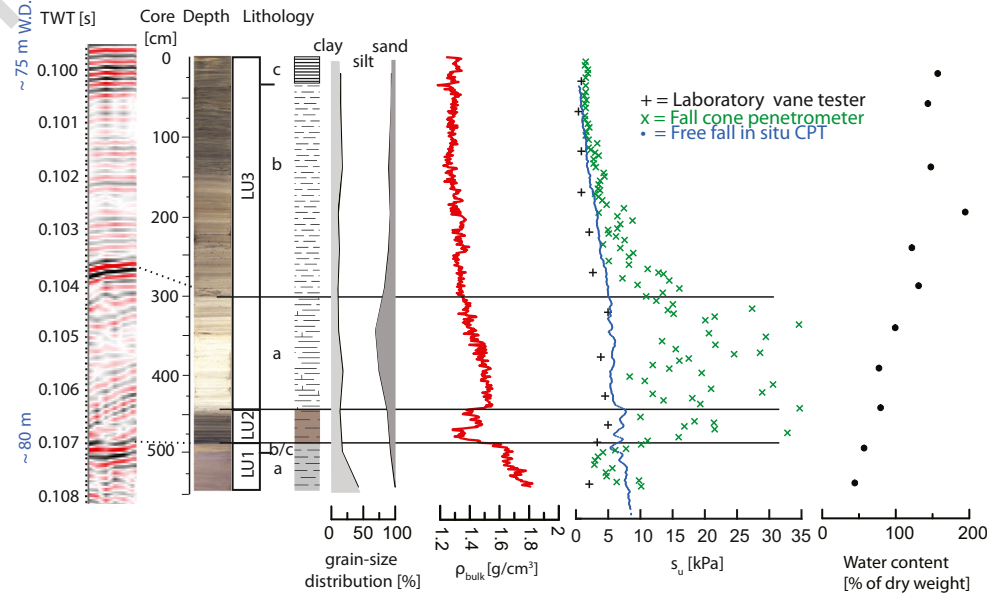 TWT [s]
Core Depth Lithology
[cm]
clay
silt
sand
~ 75 m W.D.
~ 80 m
0.100
0.101
0.102
0.103
0.104
0.105
0.106
0.107
0.108
0
100
200
300
400
500
LU3
LU2
LU1
c
b
a
b/c
a
+ = Laboratory vane tester
x = Fall cone penetrometer
• = Free fall in situ CPT
0 50 100
grain-size
distribution [%]
1.2 1.4 1.6 1.8 2
ρbulk [g/cm³]
0 5 10 15 20 25 30 35
su [kPa]
0 100 200
Water content
[% of dry weight]